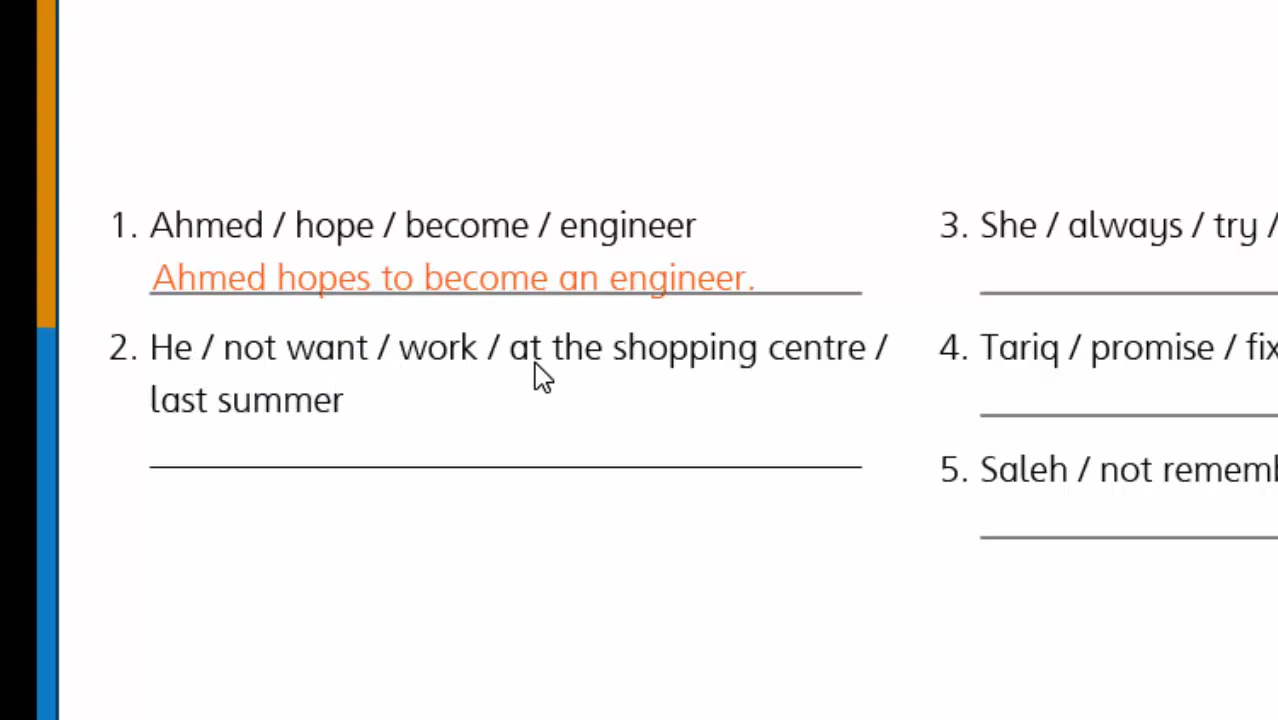 1. Ahmed / hope / become / engineer
Ahmed hopes to become an engineer.
2. He / not want / work / at the shopping centre /
last summer
3. She / always / try /
4. Tariq / promise / fix
5. Saleh / not rememb